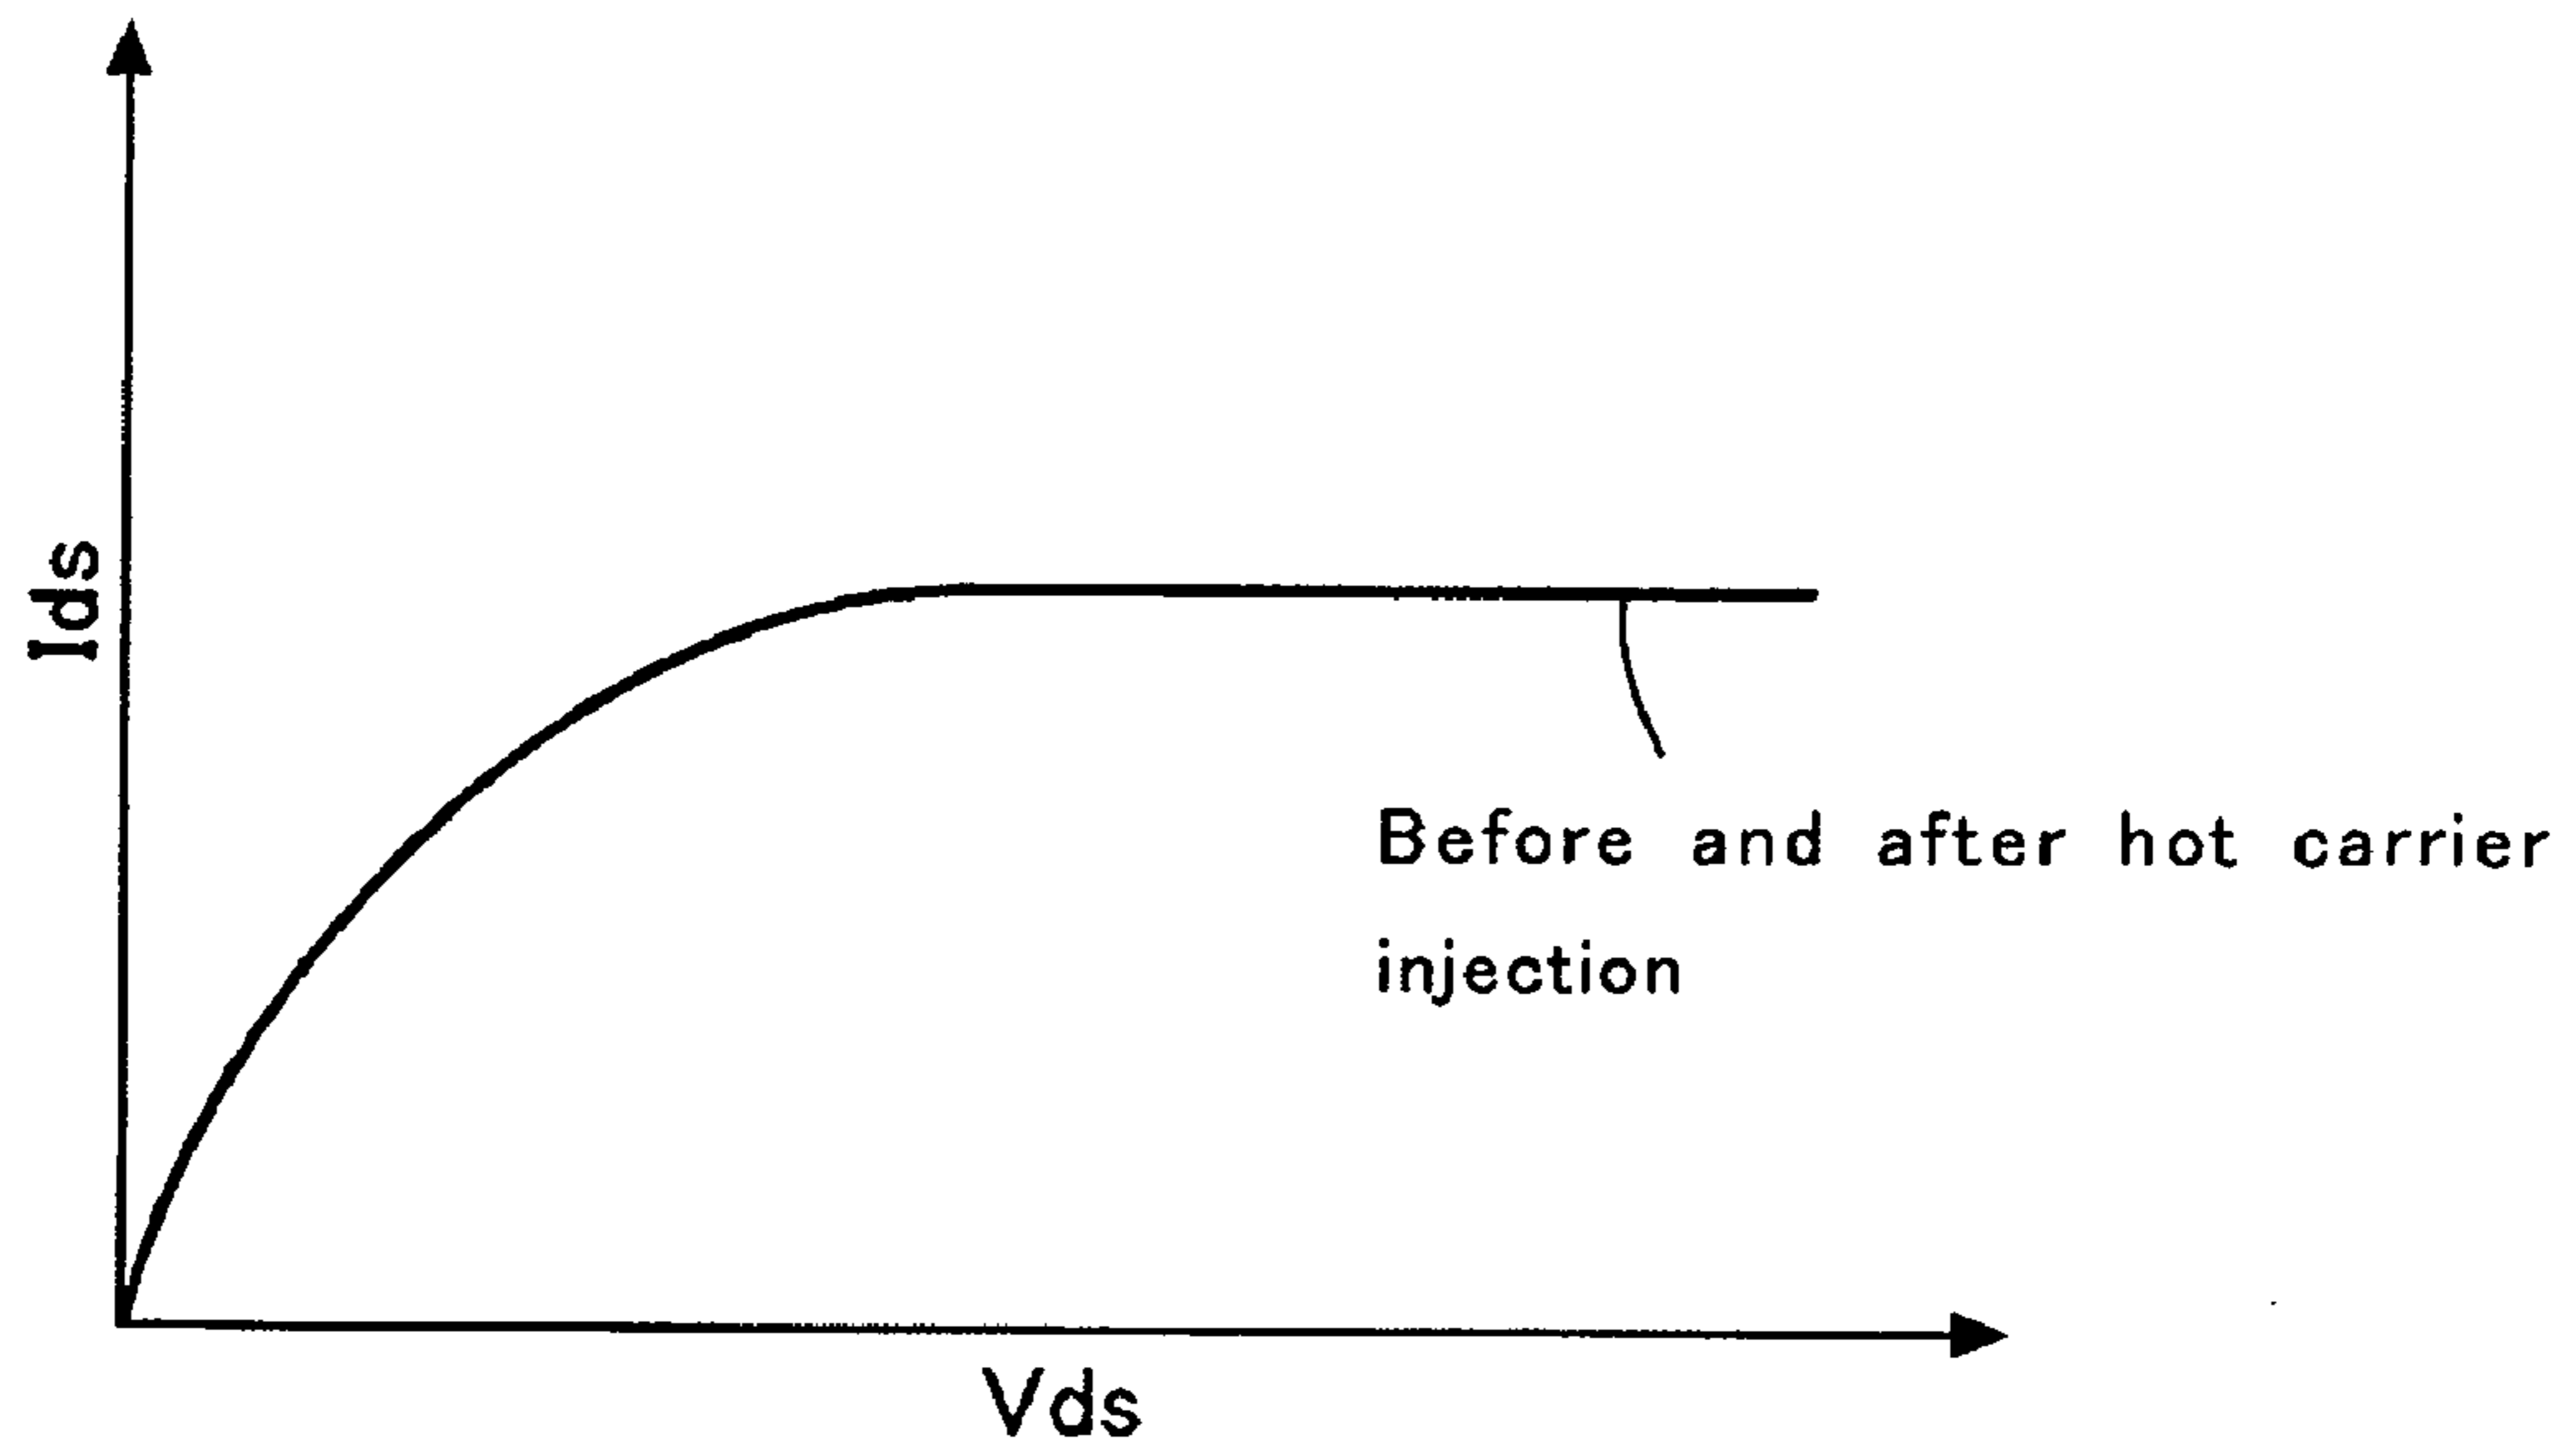 Ids
Before and after hot carrier
injection
Vds